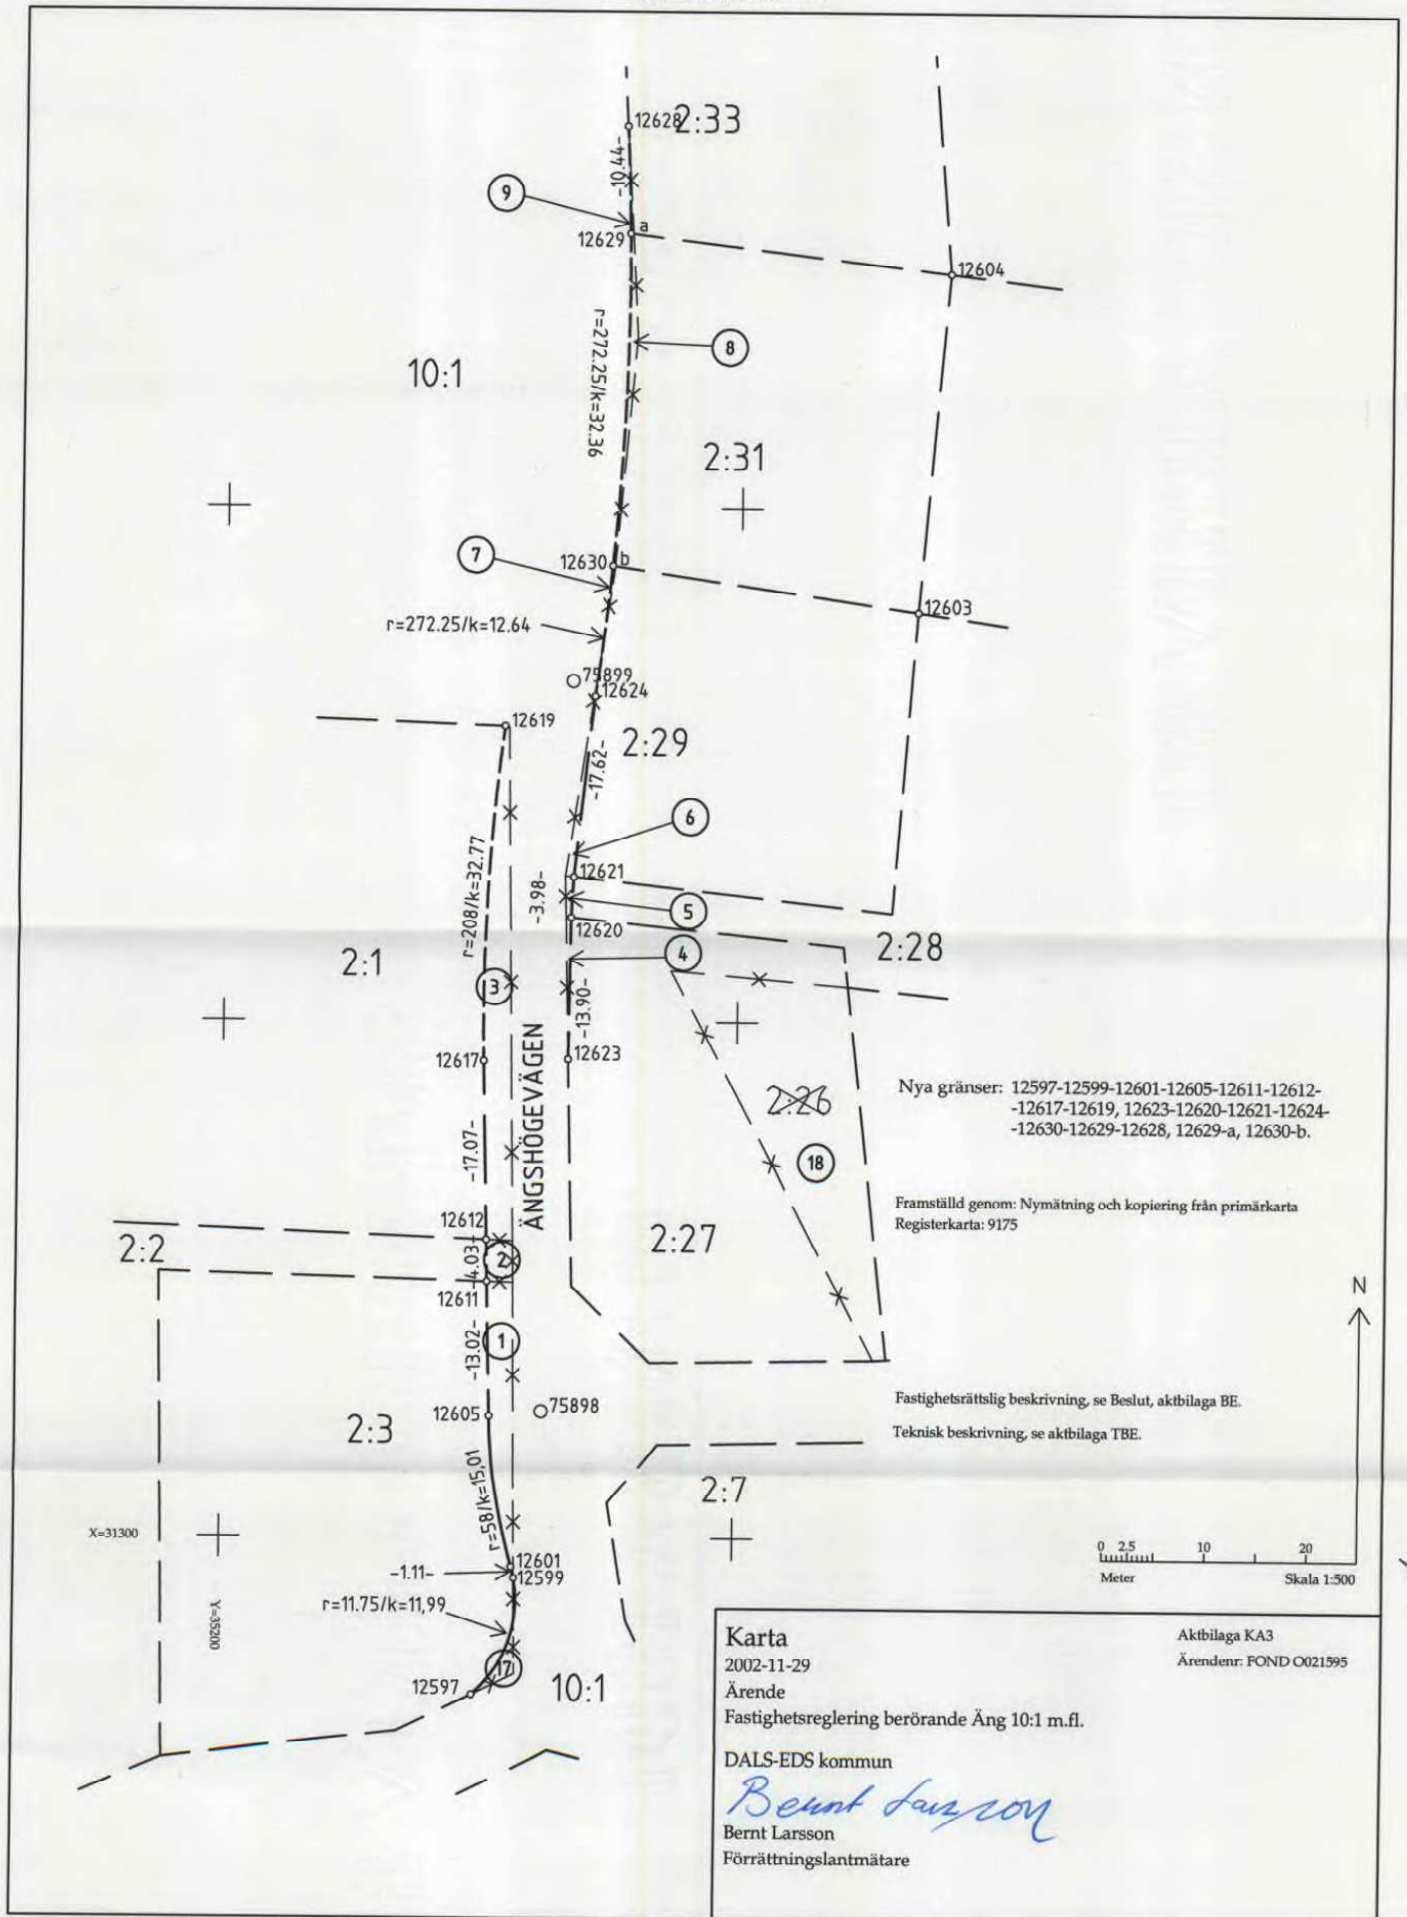 12628
2:33
-10.44-
9
a
12629
12604
r=272.25/k=32.36
8
10:1
2:31
7
12630
b
12603
r=272.25/k=12.64
75899
12624
12619
2:29
-17.62-
6
r=208/k=32.77
12621
-3.98-
5
12620
2:28
4
2:1
3
-13.90-
ÄNGSHÖGEVÄGEN
12617
12623
Nya gränser: 12597-12599-12601-12605-12611-12612-
-12617-12619, 12623-12620-12621-12624-
-12630-12629-12628, 12629-a, 12630-b.
2:26
18
-17.07-
Framställd genom: Nymätning och kopiering från primärkarta
Registerkarta: 9175
12612
2:2
2:27
-4.03-
2
12611
N
1
-13.02-
Fastighetsrättslig beskrivning, se Beslut, aktbilaga BE.
12605
75898
2:3
Teknisk beskrivning, se aktbilaga TBE.
r=58/k=15,01
2:7
X=31300
12601
-1.11-
12599
0 2.5 10 20
Meter Skala 1:500
r=11.75/k=11,99
Y=35200
17
12597
10:1
Karta
Aktbilaga KA3
2002-11-29
Ärendenr: FOND O021595
Ärende
Fastighetsreglering berörande Äng 10:1 m.fl.
DALS-EDS kommun
Bernt Larsson
Bernt Larsson
Förrättningslantmätare